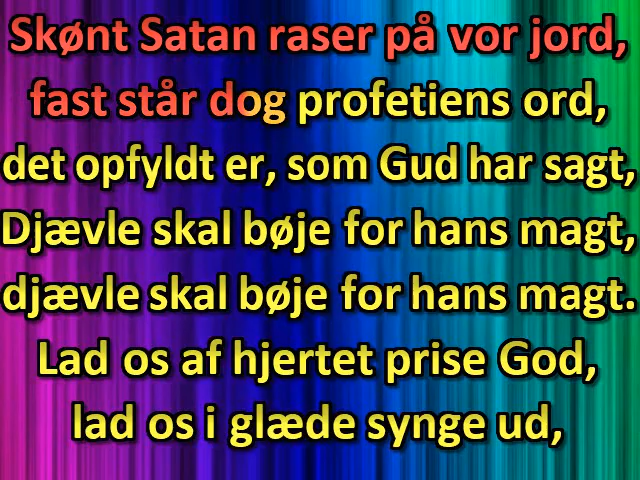 Skønt Satan raser på vor jord,
fast står dog profetiens ord,
det opfyldt er, som Gud har sagt,
Djævle skal bøje for hans magt,
djævle skal bøje for hans magt.
Lad os af hjertet prise God,
lad os i glæde synge ud,